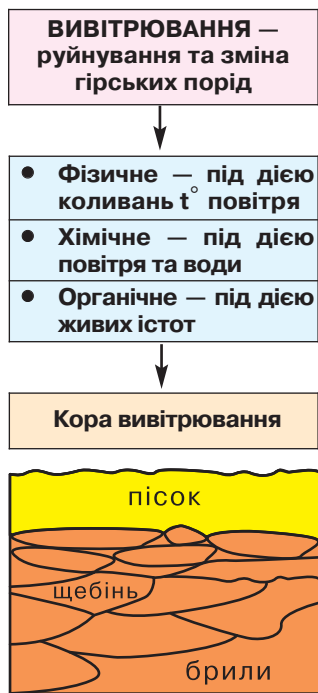 ВИВІТРЮВАННЯ —
руйнування та зміна
гірських порід
● Фізичне — під дією
коливань t° повітря
● Хімічне — під дією
повітря та води
● Органічне — під дією
живих істот
Кора вивітрювання
пісок
щебінь
брили